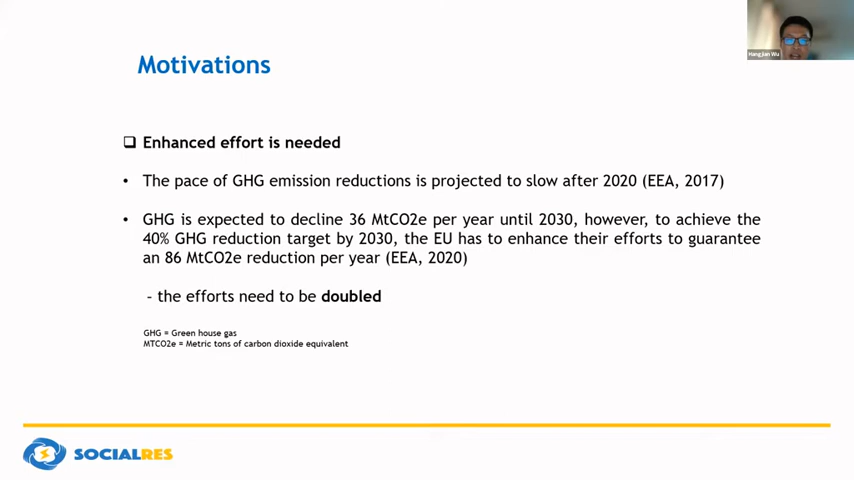 Hangjian Wu
Motivations
❑ Enhanced effort is needed
• The pace of GHG emission reductions is projected to slow after 2020 (EEA, 2017)
• GHG is expected to decline 36 MtCO2e per year until 2030, however, to achieve the
40% GHG reduction target by 2030, the EU has to enhance their efforts to guarantee
an 86 MtCO2e reduction per year (EEA, 2020)
- the efforts need to be doubled
GHG = Green house gas
MTCO2e = Metric tons of carbon dioxide equivalent
SOCIALRES